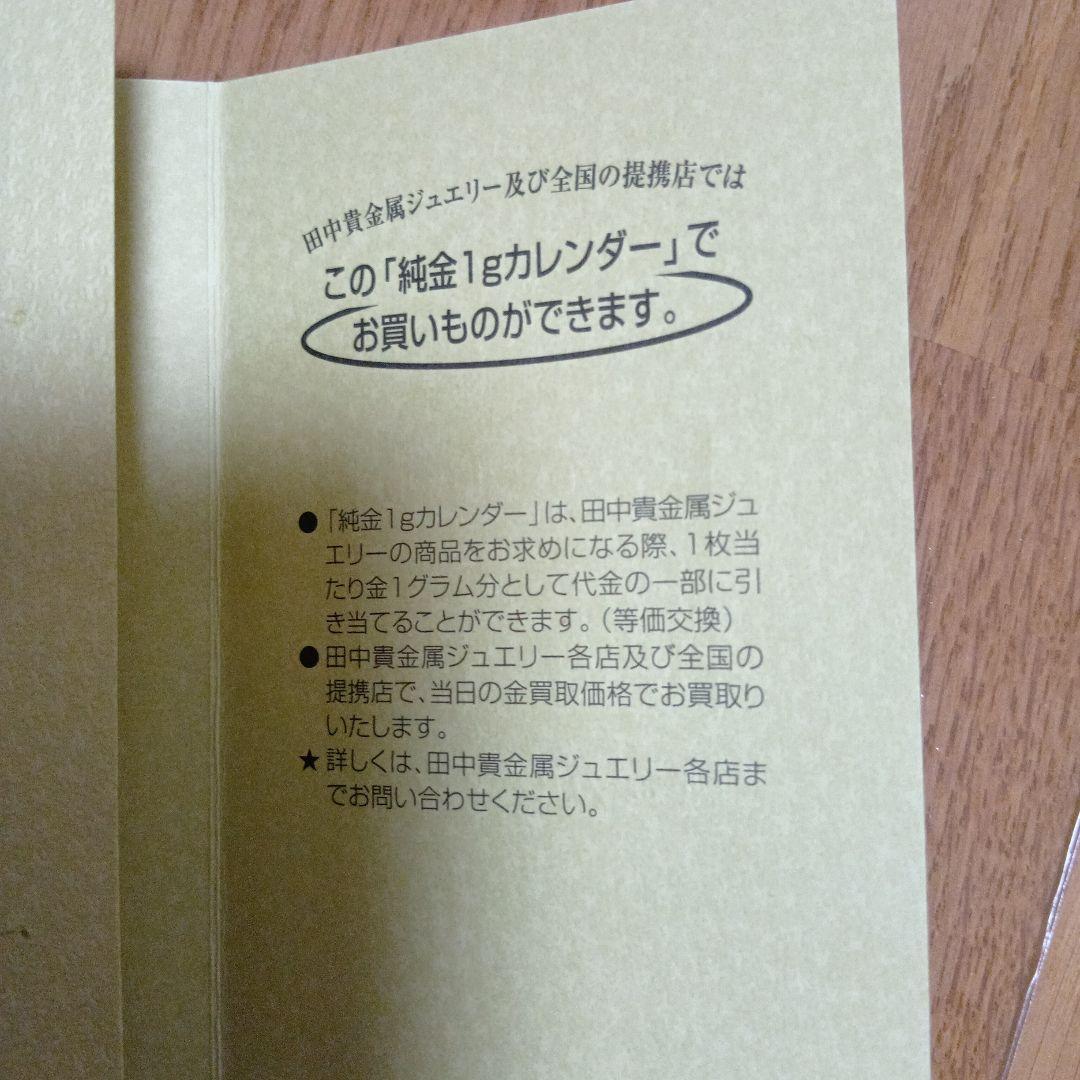 田中貴金属ジュエリー及び全国の提携店では
この「純金1gカレンダー」で
お買いものができます。
●「純金1gカレンダー」は、田中貴金属ジュ
エリーの商品をお求めになる際、1枚当
たり金1グラム分として代金の一部に引
き当てることができます。(等価交換)
●田中貴金属ジュエリー各店及び全国の
提携店で、当日の金買取価格でお買取り
いたします。
★詳しくは、田中貴金属ジュエリー各店ま
でお問い合わせください。